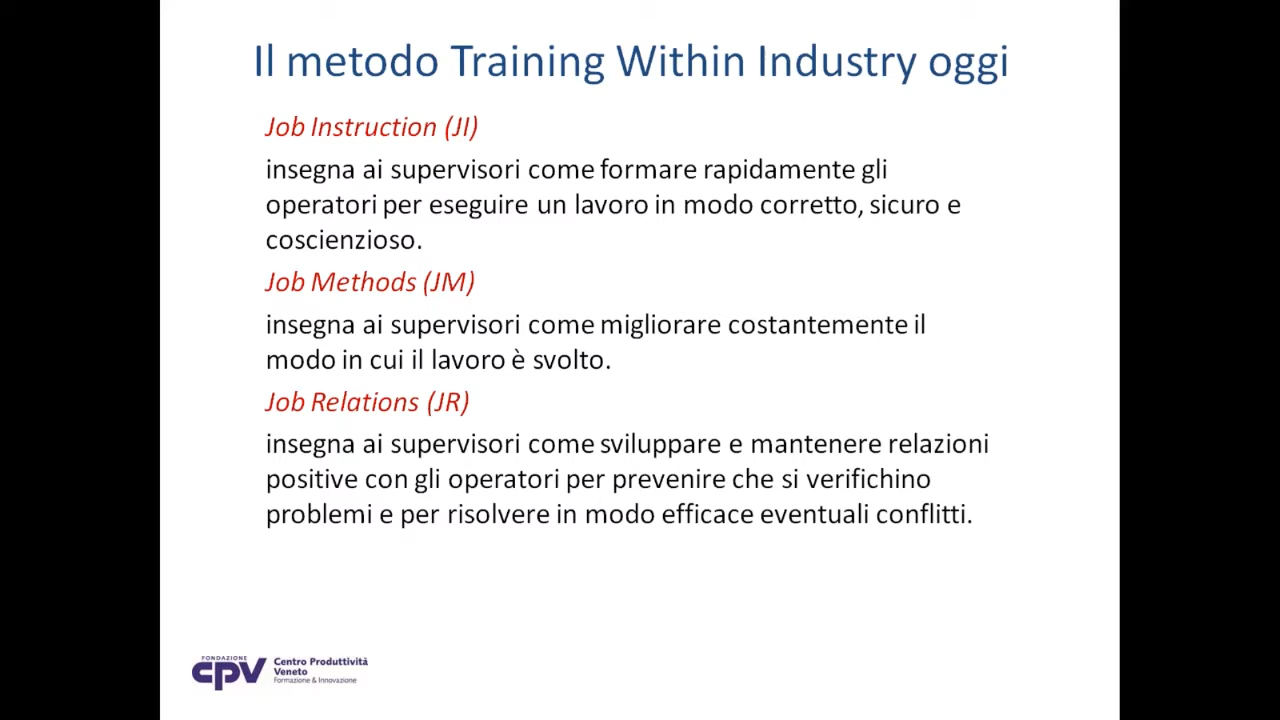 Il metodo Training Within Industry oggi
Job Instruction (JI)
insegna ai supervisori come formare rapidamente gli
operatori per eseguire un lavoro in modo corretto, sicuro e
coscienzioso.
Job Methods (JM)
insegna ai supervisori come migliorare costantemente il
modo in cui il lavoro è svolto.
Job Relations (JR)
insegna ai supervisori come sviluppare e mantenere relazioni
positive con gli operatori per prevenire che si verifichino
problemi e per risolvere in modo efficace eventuali conflitti.
FONDAZIONE
CPV
Centro Produttività
Veneto
Formazione & Innovazione